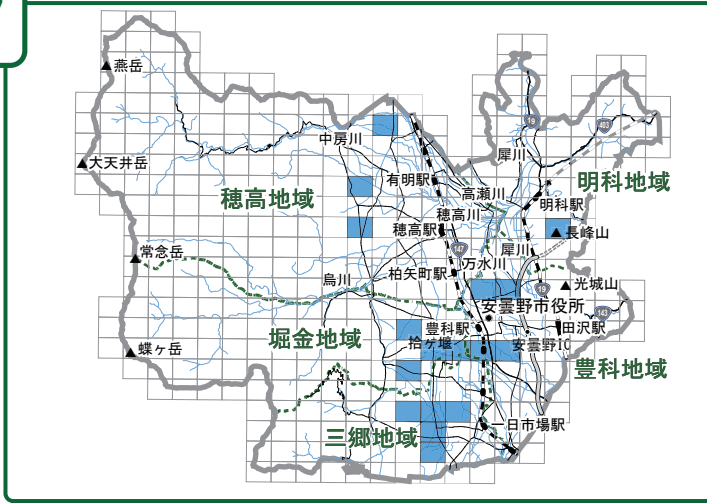 燕岳
19
403
中房川
犀川
大天井岳
有明駅
明科地域
高瀬川
穂高地域
明科駅
穂高川
穂高駅
長峰山
147
犀川
常念岳
万水川
柏矢町駅
烏川
光城山
19
安曇野市役所
143
豊科駅
田沢駅
堀金地域
拾ヶ堰
安曇野IC
蝶ヶ岳
豊科地域
一日市場駅
三郷地域